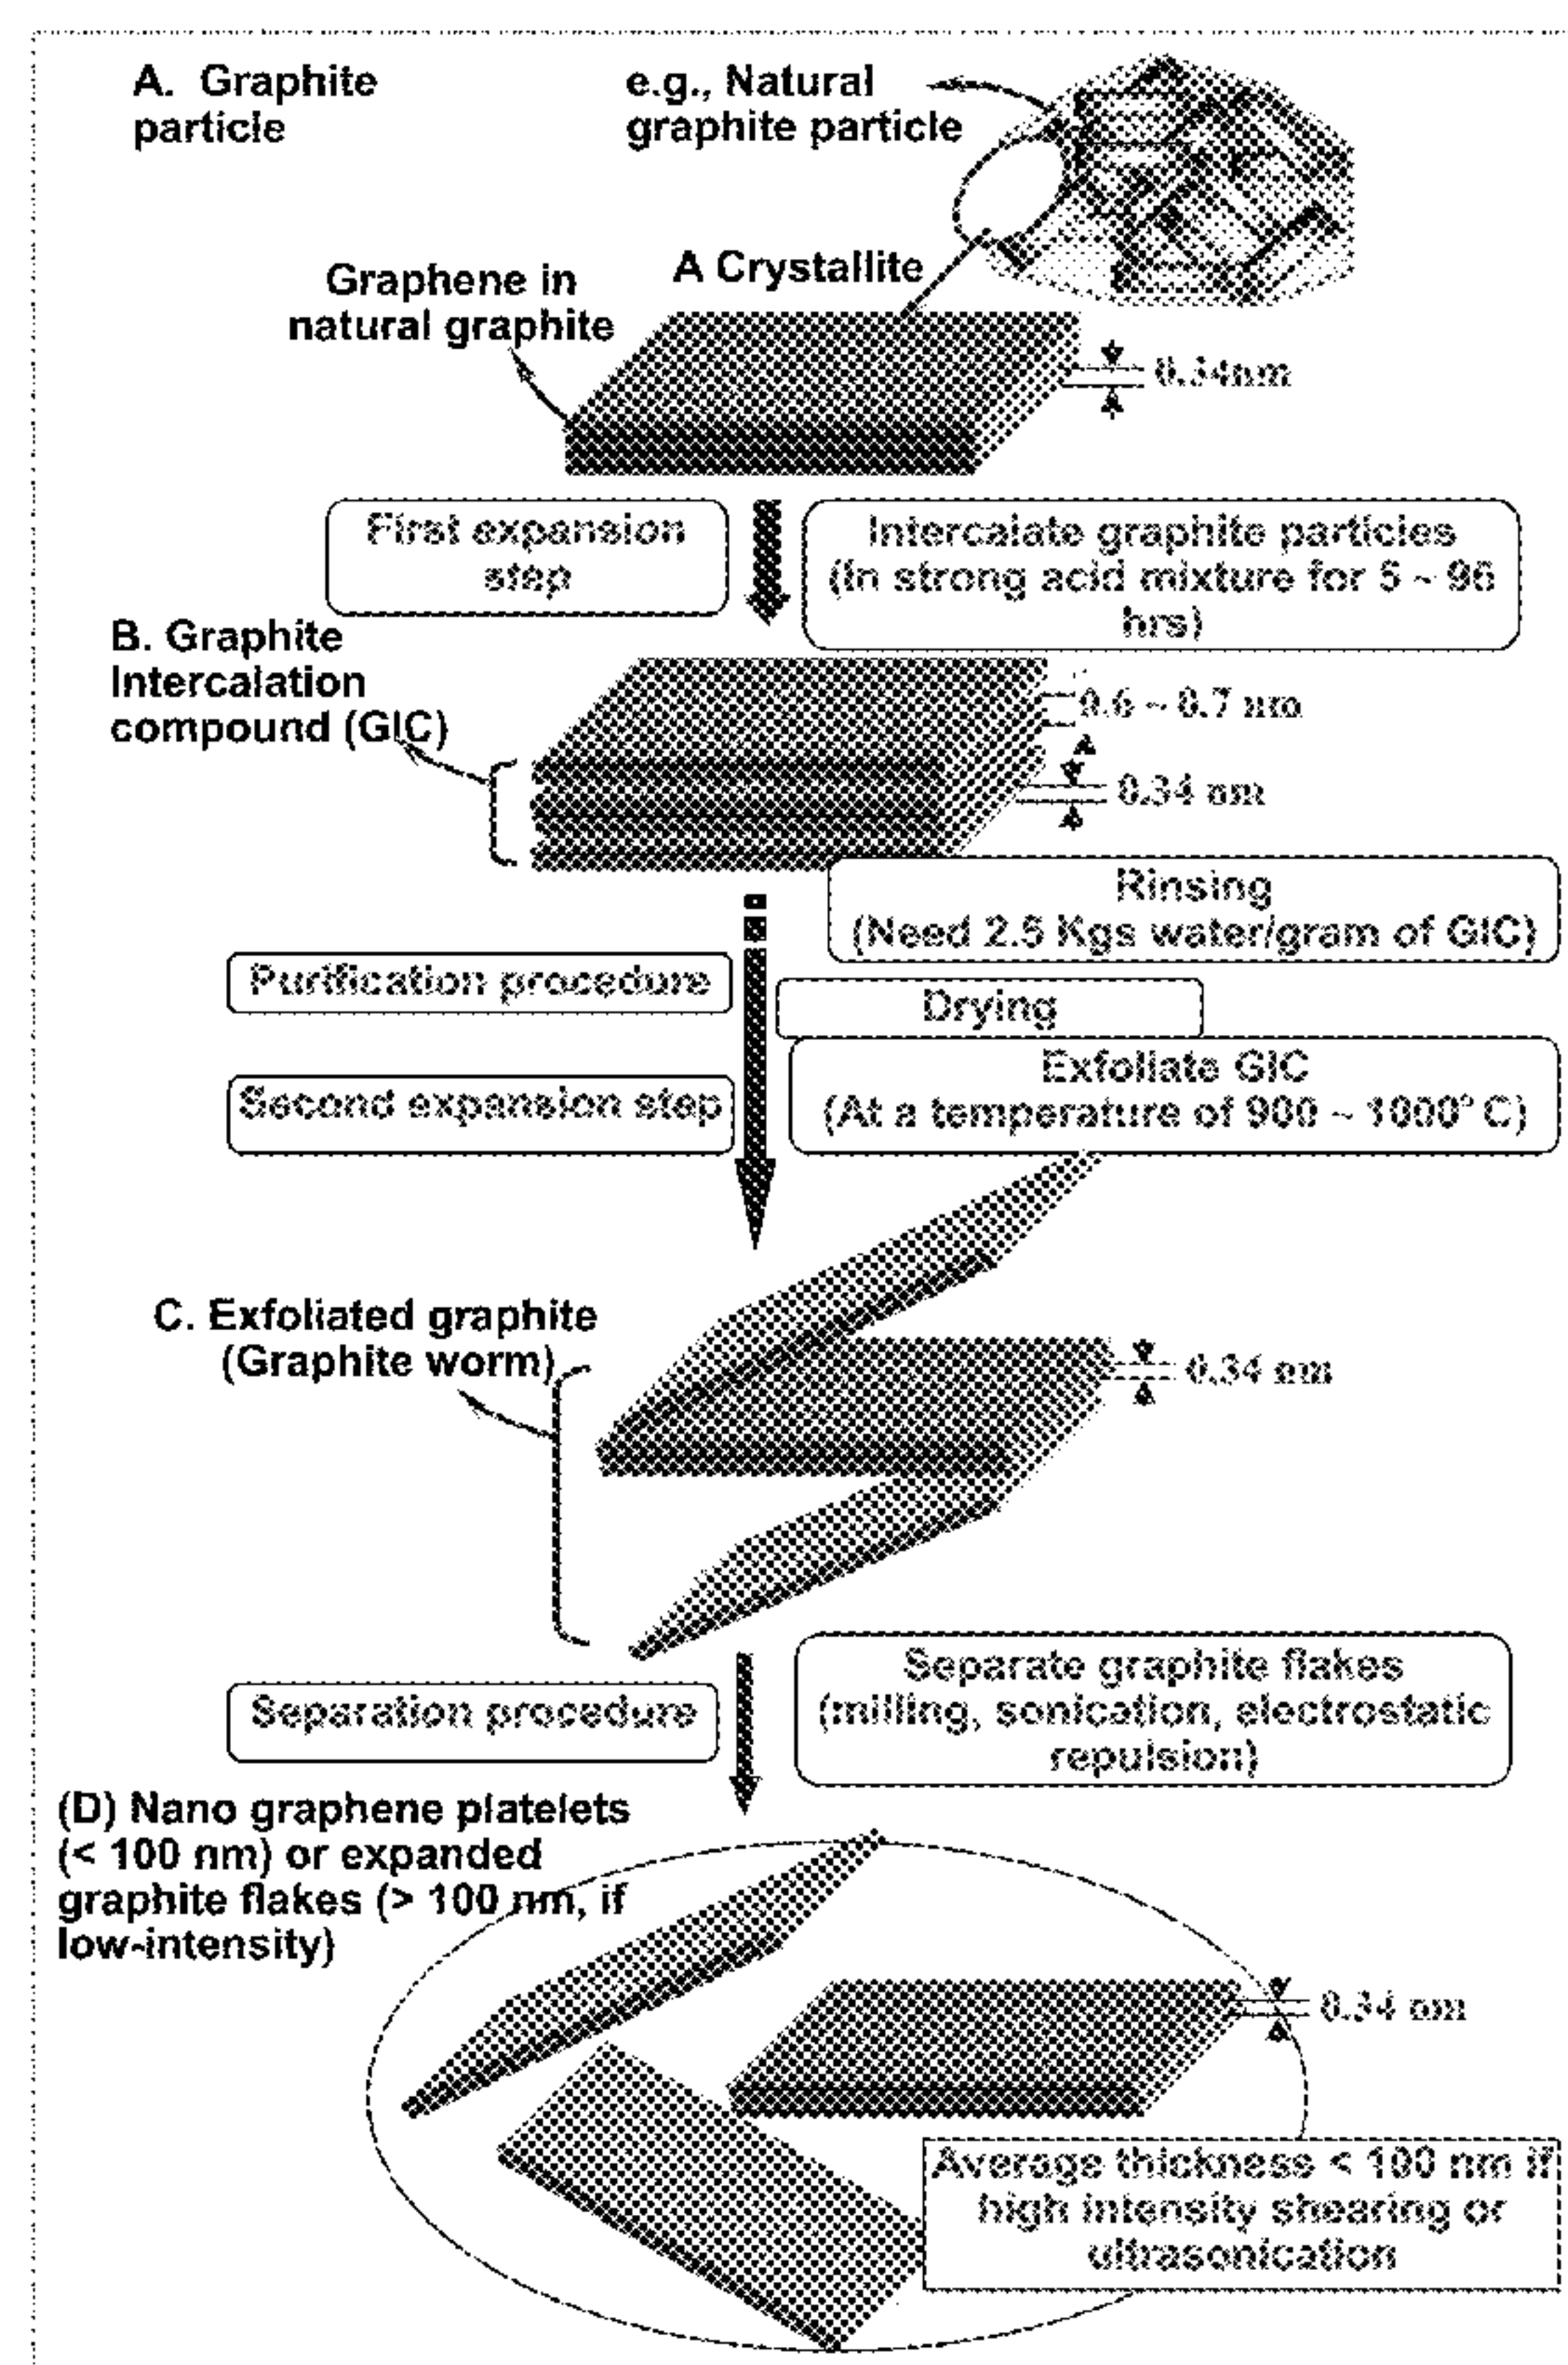 A. Graphite
particle
e.g., Natural
graphite particle
A Crystallite
Graphene in
natural graphite
0.34nm
First expansion
step
Intercalate graphite particles
(In strong acid mixture for 5 ~ 96
hrs)
B. Graphite
Intercalation
compound (GIC)
0.6 ~ 0.7 nm
0.34 nm
Rinsing
(Need 2.5 Kgs water/gram of GIC)
Purification procedure
Drying
Exfoliate GIC
(At a temperature of 900 ~ 1000° C)
Second expansion step
C. Exfoliated graphite
(Graphite worm)
0.34 nm
Separate graphite flakes
(milling, sonication, electrostatic
repulsion)
Separation procedure
(D) Nano graphene platelets
(< 100 nm) or expanded
graphite flakes (> 100 nm, if
low-intensity)
0.34 nm
Average thickness < 100 nm if
high intensity shearing or
ultrasonication